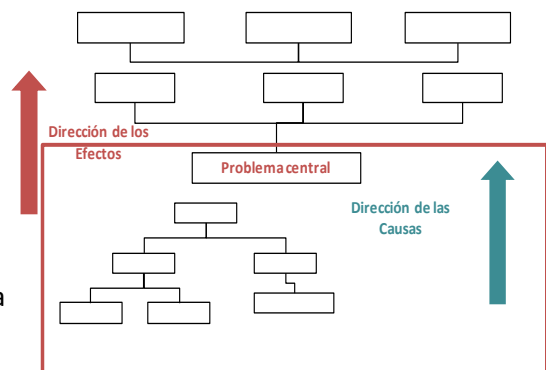 Dirección de los
Efectos
Problema central
Dirección de las
Causas
a